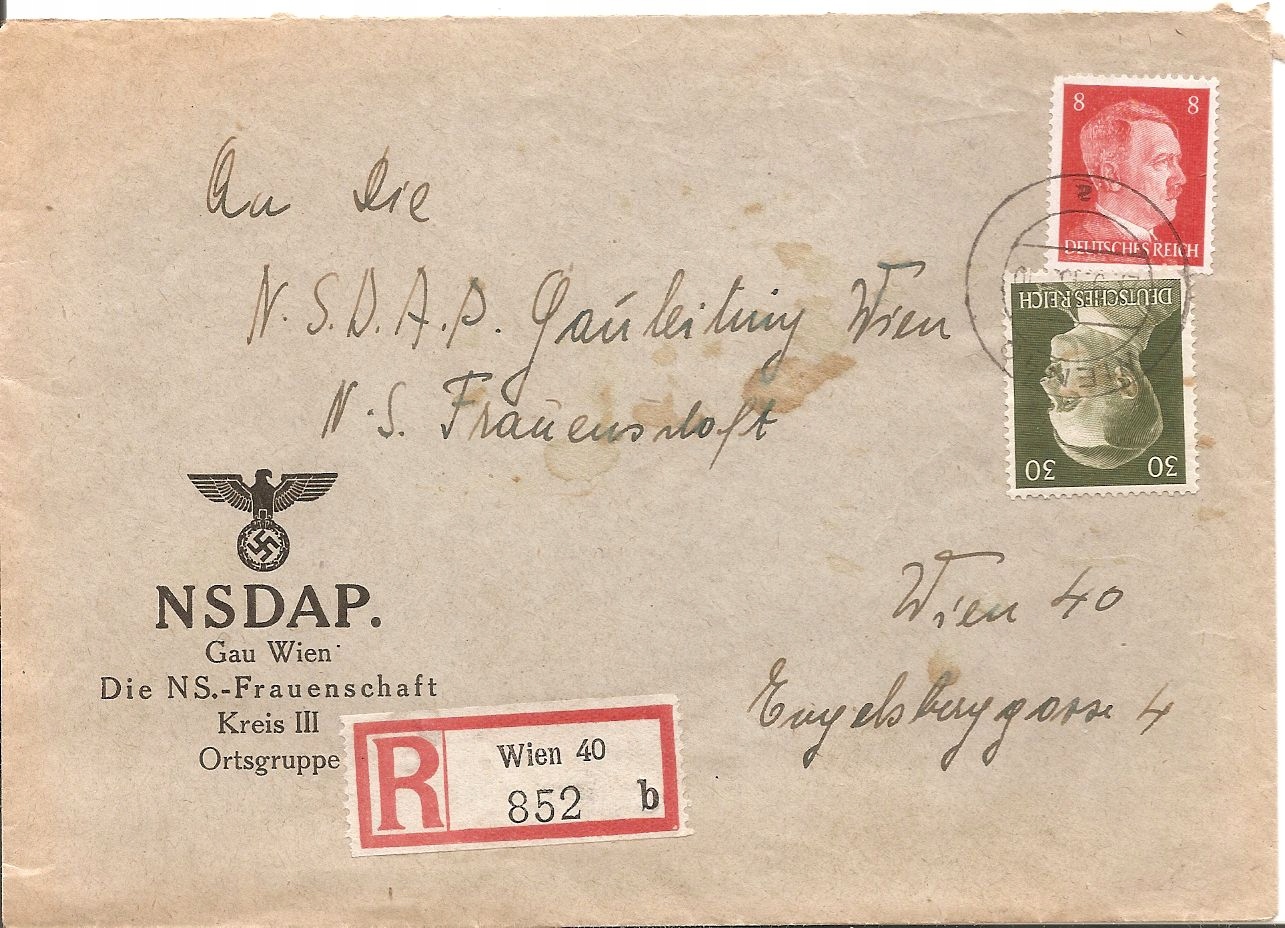 8 8
DEUTSCHES REICH
An Die
DEUTSCHES REICH
WIEN
30 30
N.S.D.A.P. Gauleitung Wien
N.S. Frauenschaft
NSDAP.
Gau Wien
Die NS.-Frauenschaft
Kreis III
Ortsgruppe
Wien 40
Engelsberggasse 4
R
Wien 40
852 b